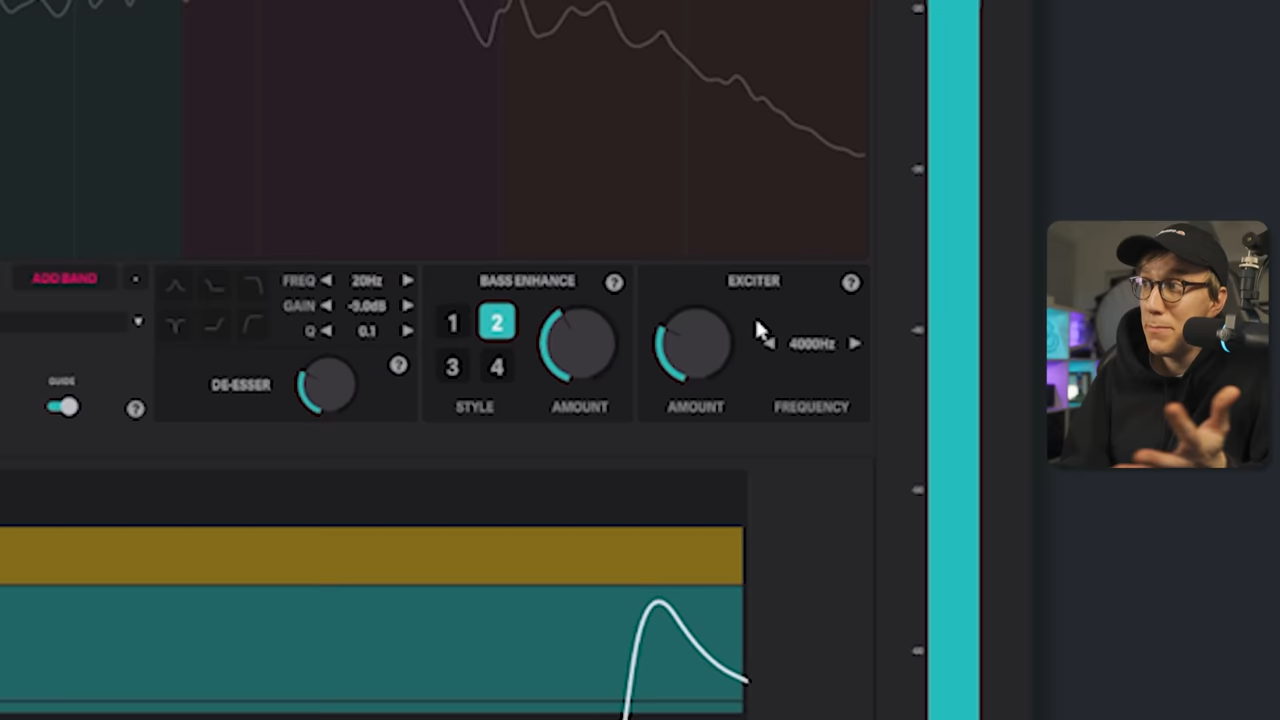 ADD BAND
FREQ 20Hz
GAIN -9.0dB
Q 0.1
DE-ESSER
GUIDE
?
?
BASS ENHANCE ?
1 2
3 4
STYLE AMOUNT
EXCITER ?
4000Hz
AMOUNT FREQUENCY